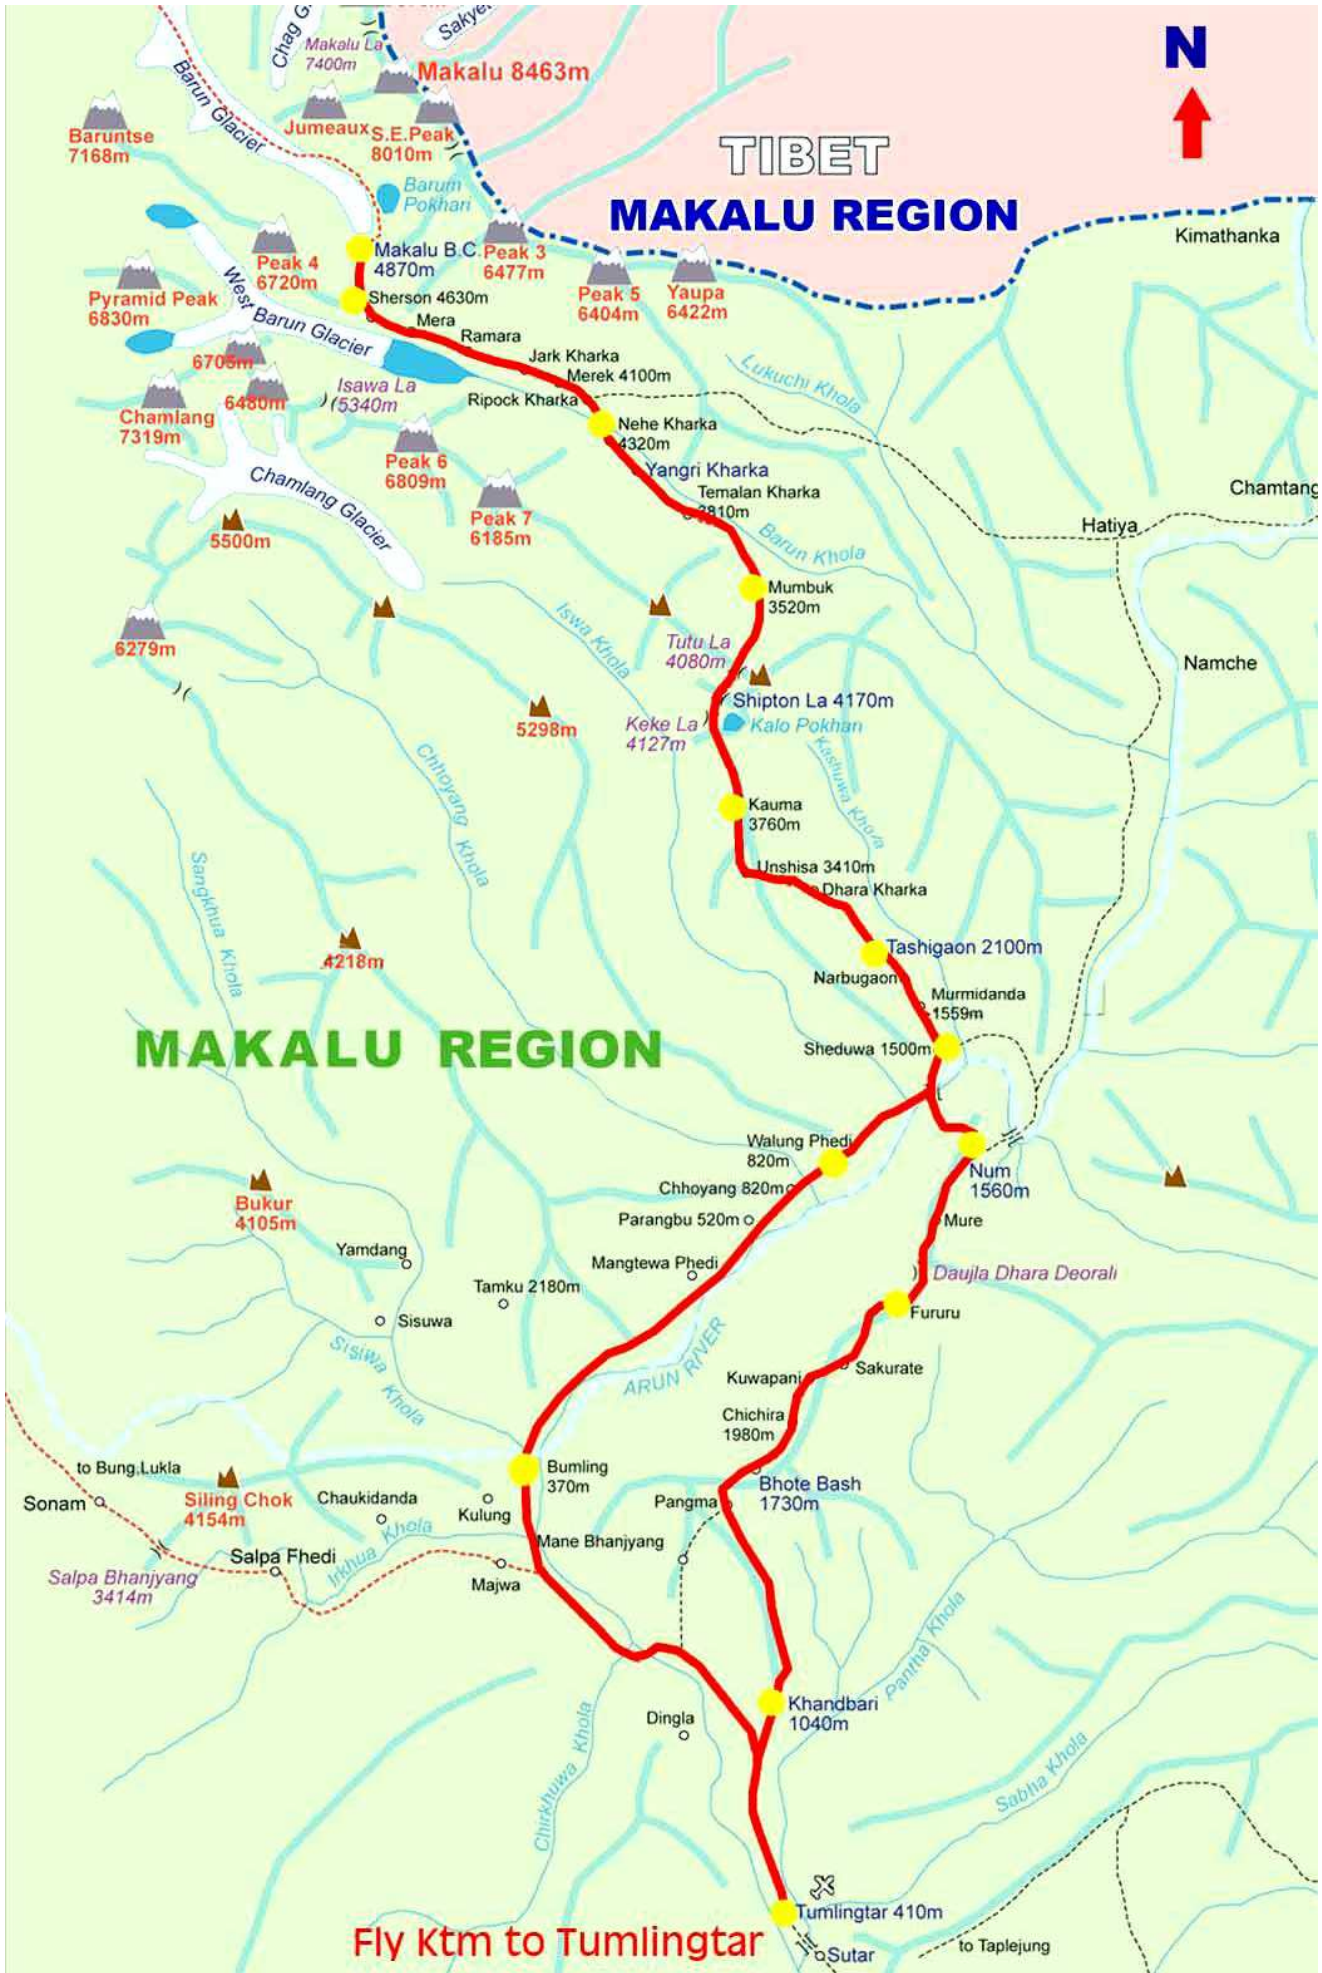 Chag G
Sakye
Makalu La
7400m
Makalu 8463m
N
Barun Glacier
Baruntse
7168m
Jumeaux
S.E.Peak
8010m
TIBET
MAKALU REGION
Barum
Pokhari
Kimathanka
Makalu B.C.
4870m
Peak 3
6477m
Peak 4
6720m
Pyramid Peak
6830m
Peak 5
6404m
Yaupa
6422m
Sherson 4630m
West Barun Glacier
Mera
Ramara
Jark Kharka
Merek 4100m
Ripock Kharka
Lukuchi Khola
6705m
6480m
Isawa La
5340m
Chamlang
7319m
Nehe Kharka
4320m
Peak 6
6809m
Yangri Kharka
Chamlang Glacier
Temalan Kharka
3810m
Chamtang
Hatiya
Peak 7
6185m
5500m
Barun Khola
Mumbuk
3520m
Iswa Khola
6279m
Tutu La
4080m
Namche
Shipton La 4170m
Keke La
4127m
Kalo Pokhari
5298m
Kashuwa Khola
Chhoyang Khola
Kauma
3760m
Unshisa 3410m
Dhara Kharka
Sangkhua Khola
4218m
Tashigaon 2100m
Narbugaon
Murmidanda
1559m
MAKALU REGION
Sheduwa 1500m
Walung Phedi
820m
Num
1560m
Chhoyang 820m
Bukur
4105m
Parangbu 520m
Mure
Yamdang
Mangtewa Phedi
Daujla Dhara Deorali
Tamku 2180m
Fururu
Sisuwa
Sisiwa Khola
ARUN RIVER
Sakurate
Kuwapani
Chichira
1980m
to Bung,Lukla
Bumling
370m
Bhote Bash
1730m
Sonam
Siling Chok
4154m
Chaukidanda
Kulung
Pangma
Irkhua Khola
Mane Bhanjyang
Salpa Fhedi
Salpa Bhanjyang
3414m
Majwa
Pantha Khola
Khandbari
1040m
Dingla
Chirkhuwa Khola
Sabha Khola
Tumlingtar 410m
Fly Ktm to Tumlingtar
Sutar
to Taplejung